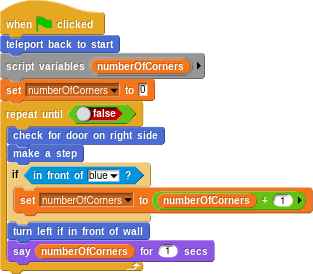 when clicked
teleport back to start
script variables numberOfCorners
set numberOfCorners to 0
repeat until false
check for door on right side
make a step
if in front of blue ?
set numberOfCorners to numberOfCorners + 1
turn left if in front of wall
say numberOfCorners for 1 secs